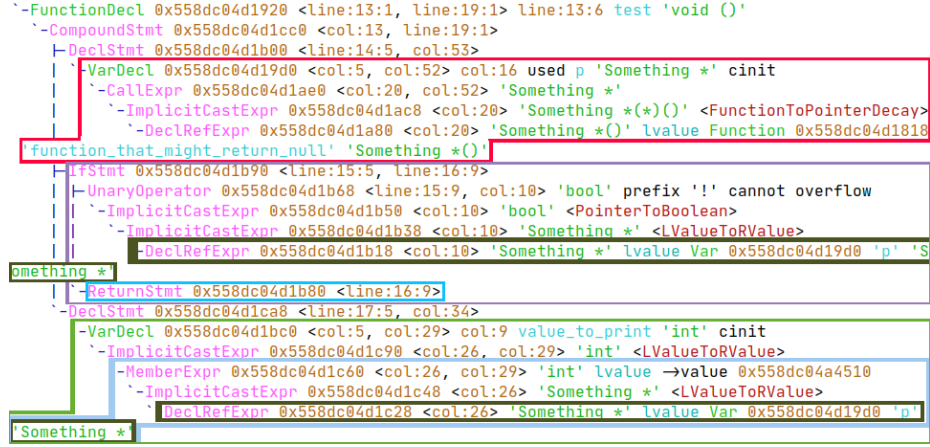 `-FunctionDecl 0x558dc04d1920 <line:13:1, line:19:1> line:13:6 test 'void ()'
`-CompoundStmt 0x558dc04d1cc0 <col:13, line:19:1>
|-DeclStmt 0x558dc04d1b00 <line:14:5, col:53>
| `-VarDecl 0x558dc04d19d0 <col:5, col:52> col:16 used p 'Something *' cinit
| `-CallExpr 0x558dc04d1ae0 <col:20, col:52> 'Something *'
| `-ImplicitCastExpr 0x558dc04d1ac8 <col:20> 'Something *(*)()' <FunctionToPointerDecay>
| `-DeclRefExpr 0x558dc04d1a80 <col:20> 'Something *()' lvalue Function 0x558dc04d1818
'function_that_might_return_null' 'Something *()'
|-IfStmt 0x558dc04d1b90 <line:15:5, line:16:9>
| |-UnaryOperator 0x558dc04d1b68 <line:15:9, col:10> 'bool' prefix '!' cannot overflow
| | `-ImplicitCastExpr 0x558dc04d1b50 <col:10> 'bool' <PointerToBoolean>
| | `-ImplicitCastExpr 0x558dc04d1b38 <col:10> 'Something *' <LValueToRValue>
| | `-DeclRefExpr 0x558dc04d1b18 <col:10> 'Something *' lvalue Var 0x558dc04d19d0 'p' 'S
omething *'
| `-ReturnStmt 0x558dc04d1b80 <line:16:9>
`-DeclStmt 0x558dc04d1ca8 <line:17:5, col:34>
`-VarDecl 0x558dc04d1bc0 <col:5, col:29> col:9 value_to_print 'int' cinit
`-ImplicitCastExpr 0x558dc04d1c90 <col:26, col:29> 'int' <LValueToRValue>
`-MemberExpr 0x558dc04d1c60 <col:26, col:29> 'int' lvalue ->value 0x558dc04a4510
`-ImplicitCastExpr 0x558dc04d1c48 <col:26> 'Something *' <LValueToRValue>
`-DeclRefExpr 0x558dc04d1c28 <col:26> 'Something *' lvalue Var 0x558dc04d19d0 'p'
'Something *'